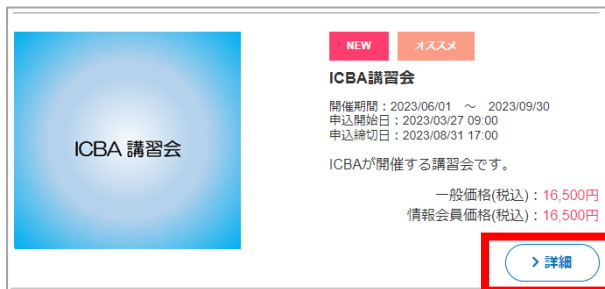 ICBA 講習会
NEW オススメ
ICBA講習会
開催期間：2023/06/01 ～ 2023/09/30
申込開始日：2023/03/27 09:00
申込締切日：2023/08/31 17:00
ICBAが開催する講習会です。
一般価格(税込)：16,500円
情報会員価格(税込)：16,500円
詳細